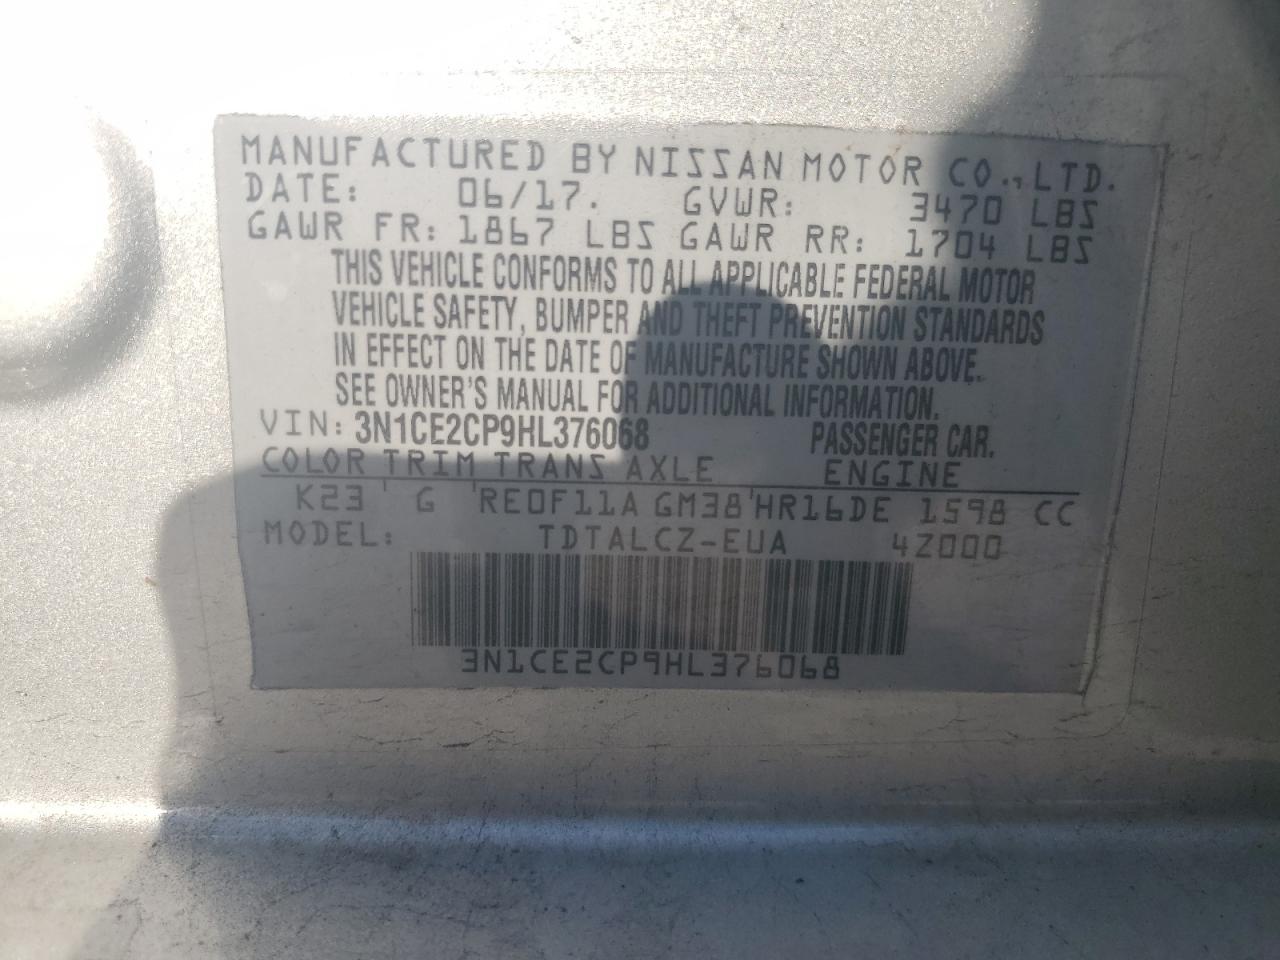 MANUFACTURED BY NISSAN MOTOR CO., LTD.
DATE: 06/17. GVWR: 3470 LBS
GAWR FR: 1867 LBS GAWR RR: 1704 LBS
THIS VEHICLE CONFORMS TO ALL APPLICABLE FEDERAL MOTOR
VEHICLE SAFETY, BUMPER AND THEFT PREVENTION STANDARDS
IN EFFECT ON THE DATE OF MANUFACTURE SHOWN ABOVE.
SEE OWNER'S MANUAL FOR ADDITIONAL INFORMATION.
VIN: 3N1CE2CP9HL376068 PASSENGER CAR.
COLOR TRIM TRANS AXLE ENGINE
K23 ' G ' RE0F11A GM38 ' HR16DE 1598 CC
MODEL: TDTALCZ-EUA 4Z000
3N1CE2CP9HL376068